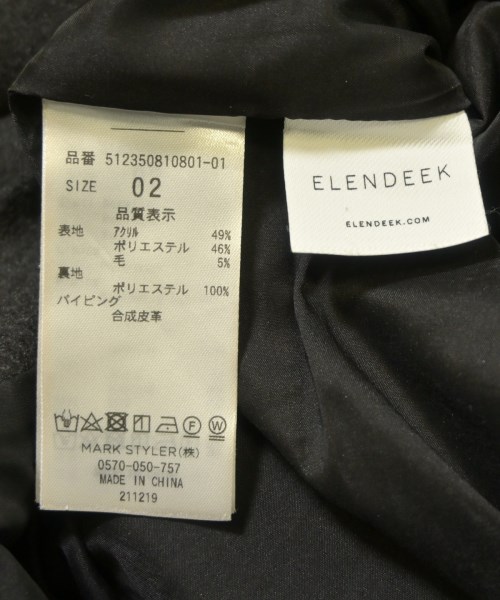 品番 512350810801-01
SIZE 02
品質表示
表地 ｱｸﾘﾙ 49%
ポリエステル 46%
毛 5%
裏地
ポリエステル 100%
パイピング
合成皮革
F W
MARK STYLER(株)
0570-050-757
MADE IN CHINA
211219
ELENDEEK
ELENDEEK.COM